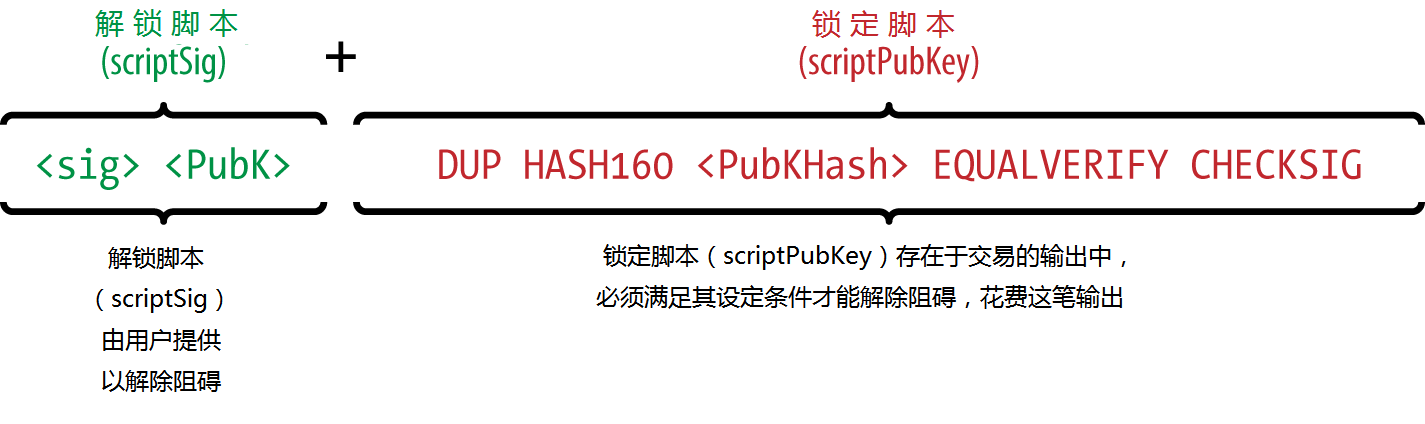 解锁脚本
(scriptSig)
+
锁定脚本
(scriptPubKey)
<sig> <PubK>
DUP HASH160 <PubKHash> EQUALVERIFY CHECKSIG
解锁脚本
（scriptSig）
由用户提供
以解除阻碍
锁定脚本（scriptPubKey）存在于交易的输出中，
必须满足其设定条件才能解除阻碍，花费这笔输出